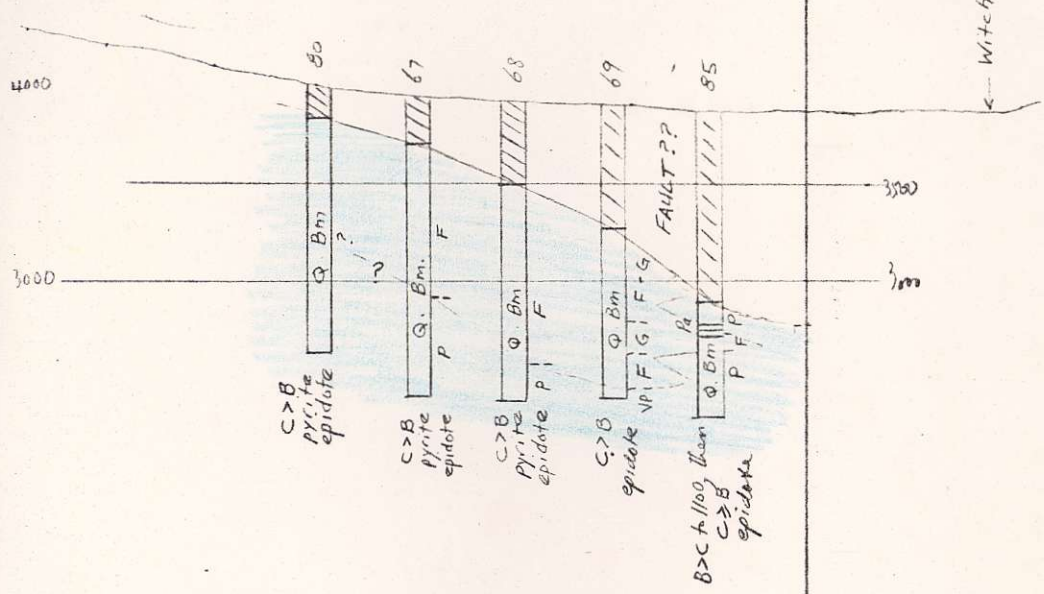 Witch
4000
80
67
68
69
85
FAULT??
3500
3000
3000
Q. Bm
?
?
Q. Bm.
F
P
Q. Bm
F
P
Q. Bm
F-G
G
F
VP
Pa
Q. Bm
P
F
P
C>B
pyrite
epidote
C>B
pyrite
epidote
C>B
pyrite
epidote
C>B
epidote
B>C to 1100, then
C≥B
epidote